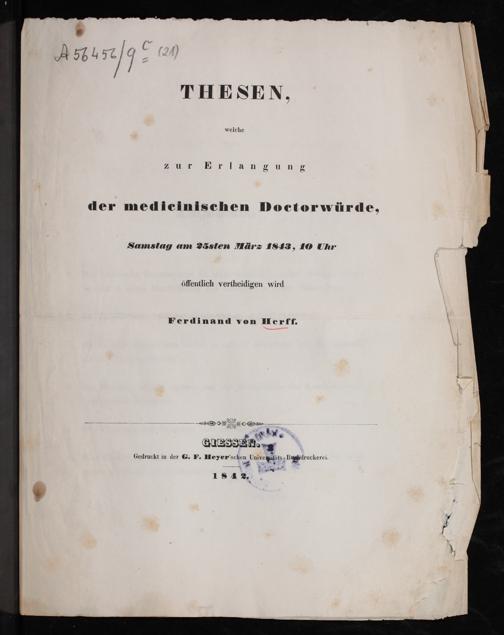 A 56456/9 c (21)
THESEN,
welche
zur Erlangung
der medicinischen Doctorwürde,
Samstag am 25sten März 1843, 10 Uhr
öffentlich vertheidigen wird
Ferdinand von Herff.
GIESSEN.
Gedruckt in der G. F. Heyer'schen Universitäts-Buchdruckerei.
1842.